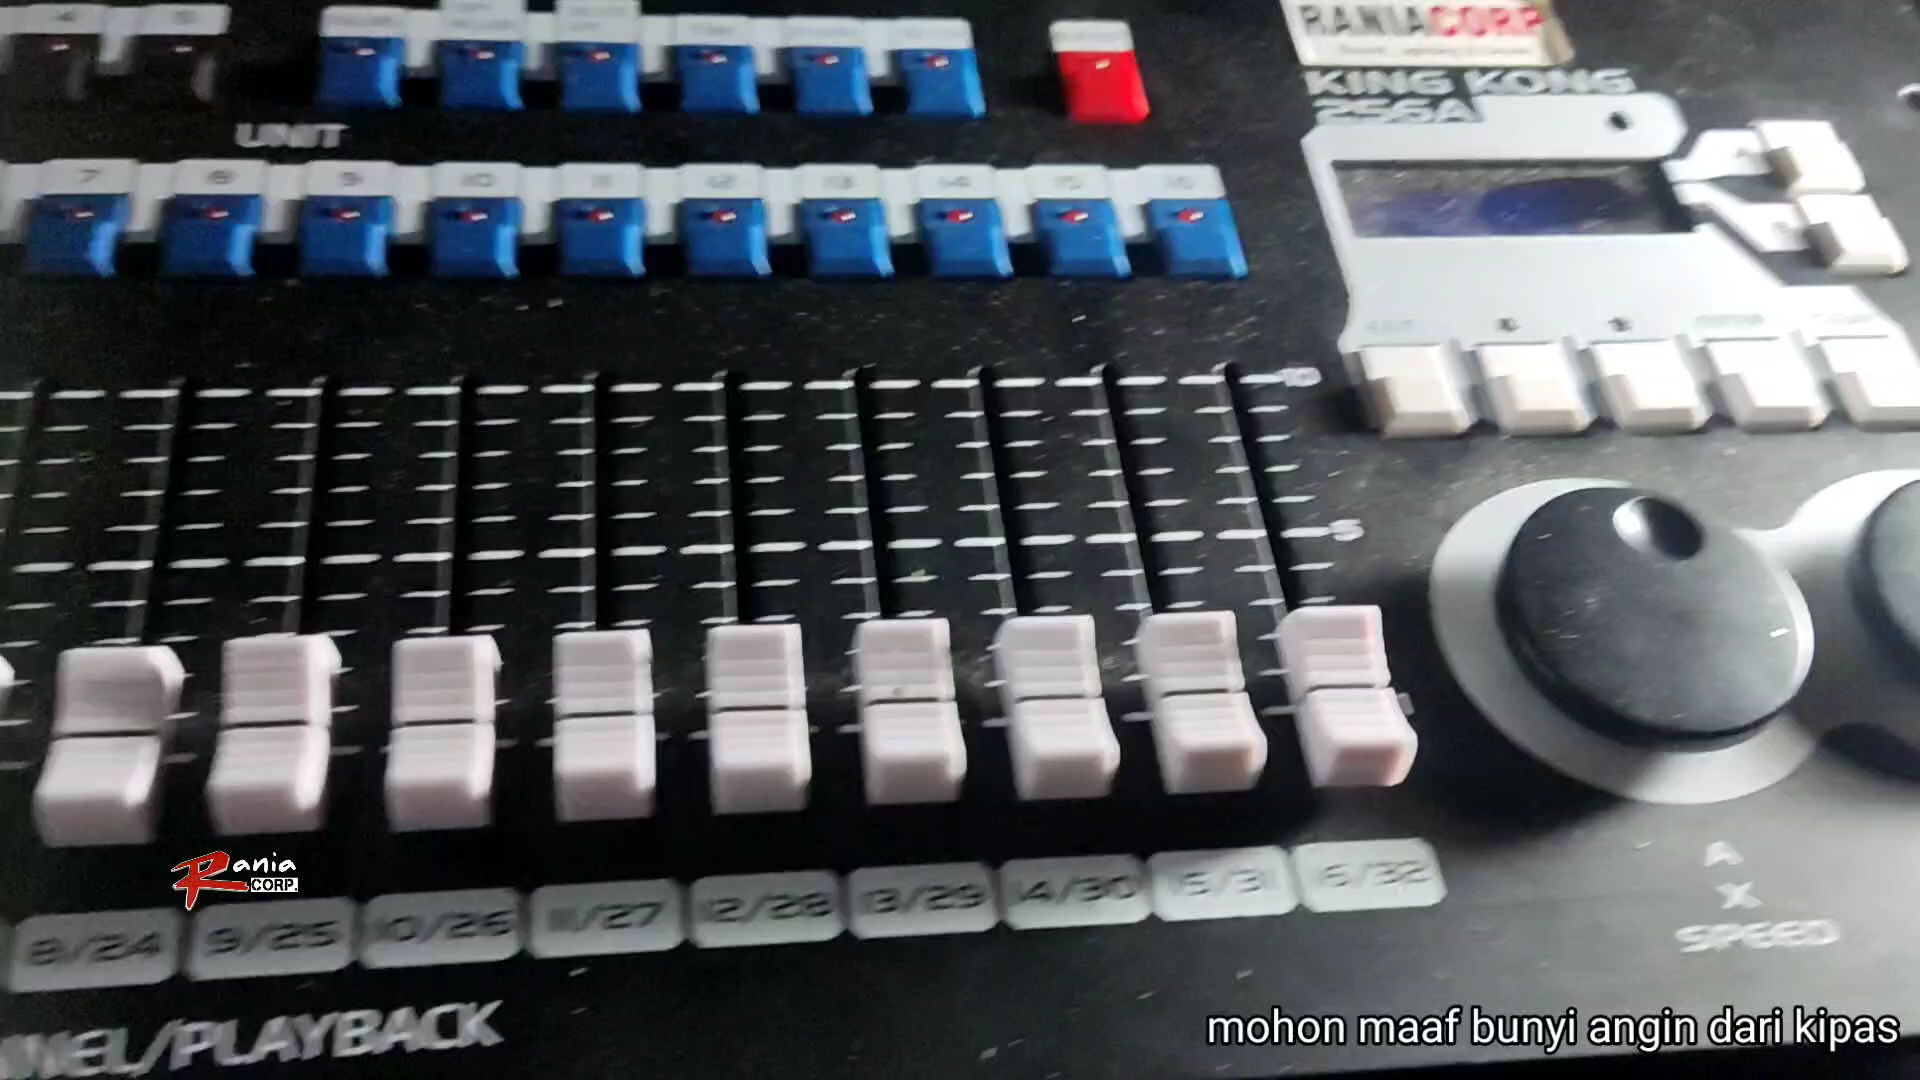 RANIACORP
KING KONG
256A
UNIT
7 8 9 10 11 12 13 14 15 16
10
5
8/24 9/25 10/26 11/27 12/28 13/29 14/30 15/31 16/32
A
X
SPEED
/PLAYBACK
Rania
CORP.
mohon maaf bunyi angin dari kipas